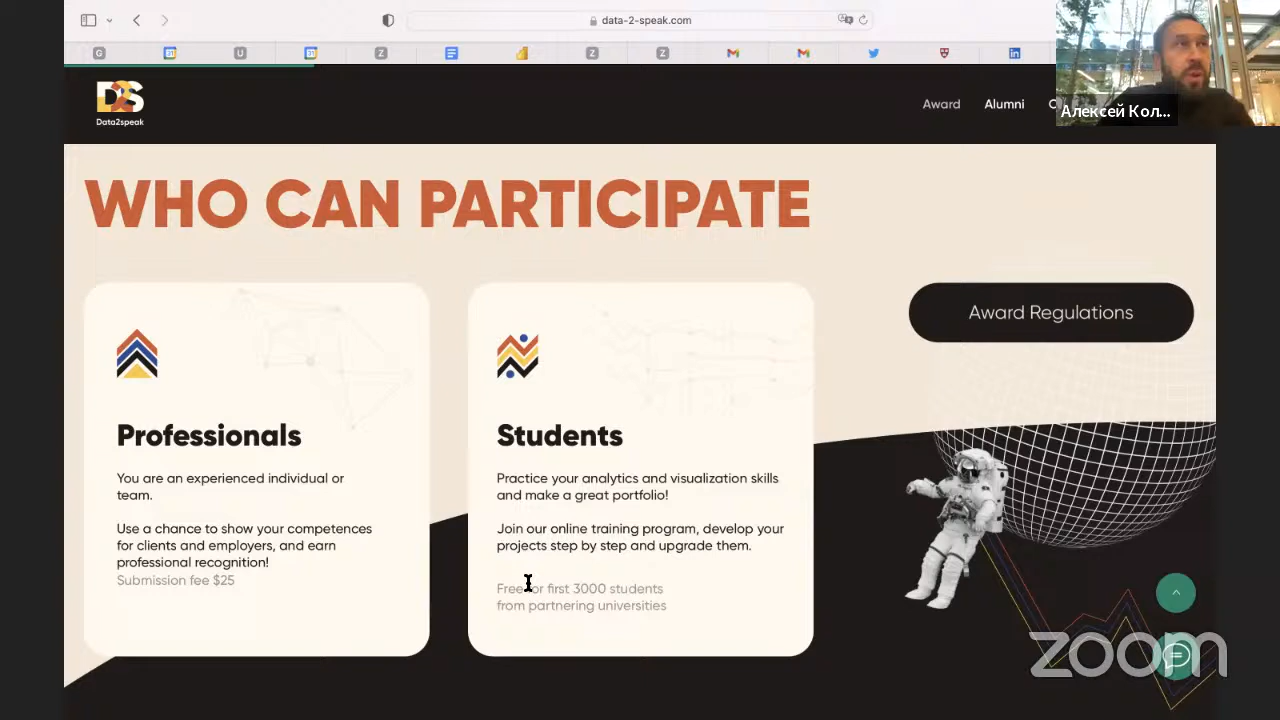 data-2-speak.com
D2S
Data2speak
Award
Alumni
Алексей Кол...
WHO CAN PARTICIPATE
Award Regulations
Professionals
You are an experienced individual or
team.
Use a chance to show your competences
for clients and employers, and earn
professional recognition!
Submission fee $25
Students
Practice your analytics and visualization skills
and make a great portfolio!
Join our online training program, develop your
projects step by step and upgrade them.
Free for first 3000 students
from partnering universities
zoom